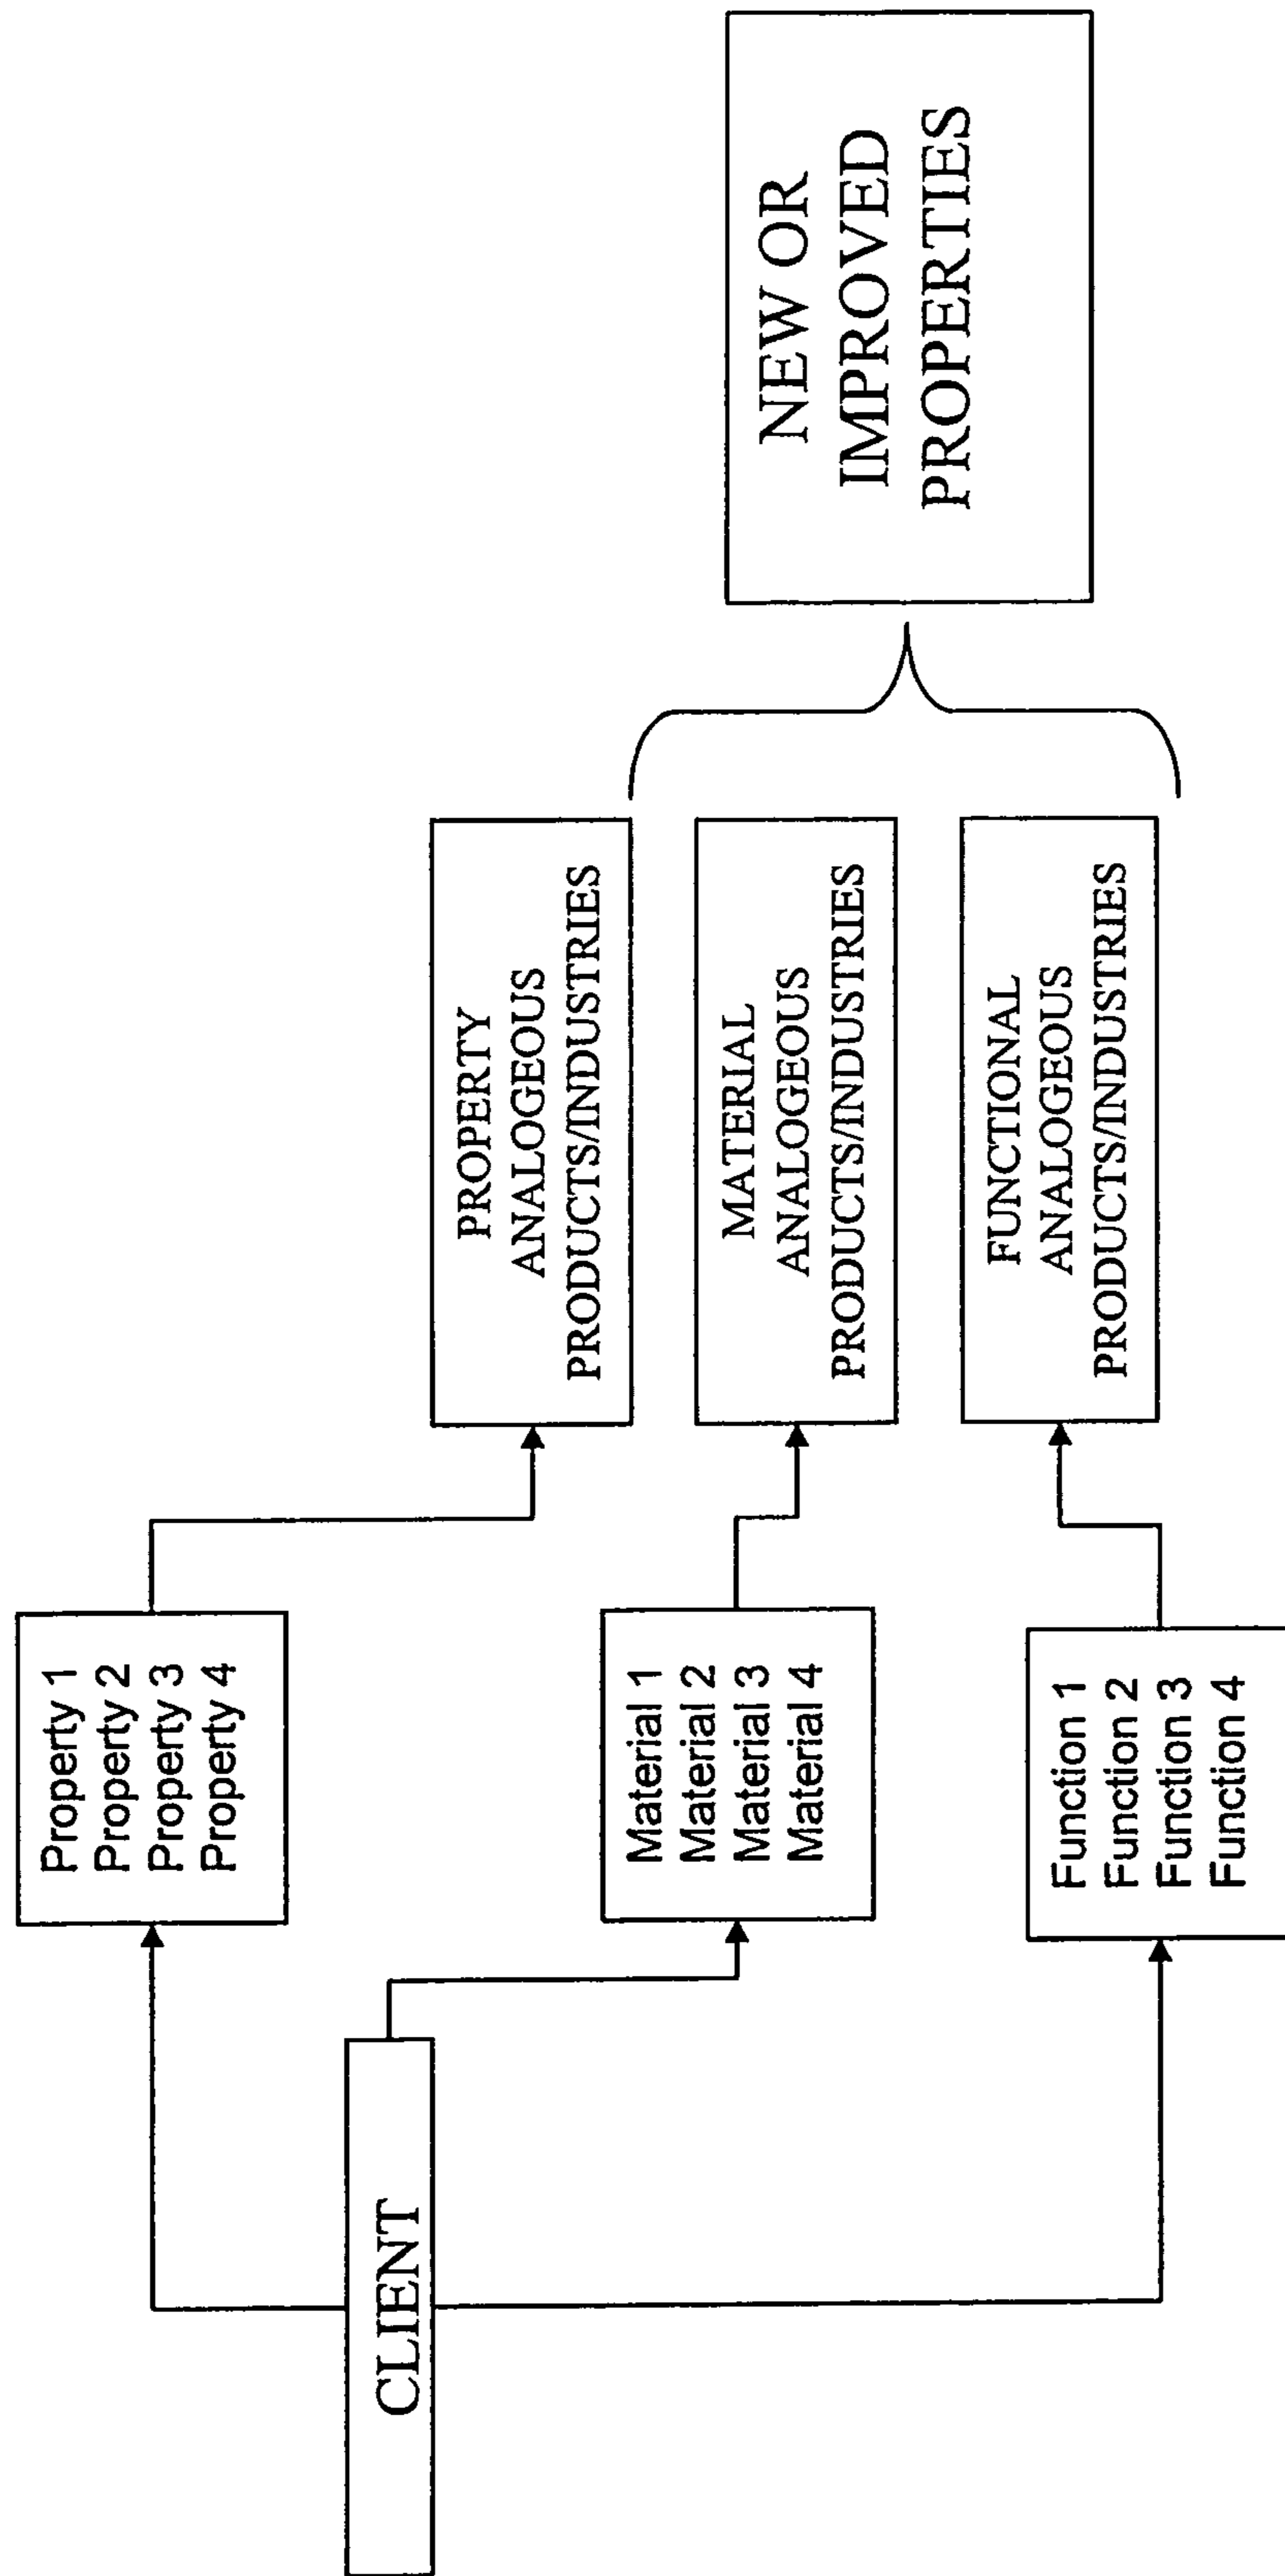 CLIENT
Property 1
Property 2
Property 3
Property 4
Material 1
Material 2
Material 3
Material 4
Function 1
Function 2
Function 3
Function 4
PROPERTY
ANALOGEOUS
PRODUCTS/INDUSTRIES
MATERIAL
ANALOGEOUS
PRODUCTS/INDUSTRIES
FUNCTIONAL
ANALOGEOUS
PRODUCTS/INDUSTRIES
NEW OR
IMPROVED
PROPERTIES